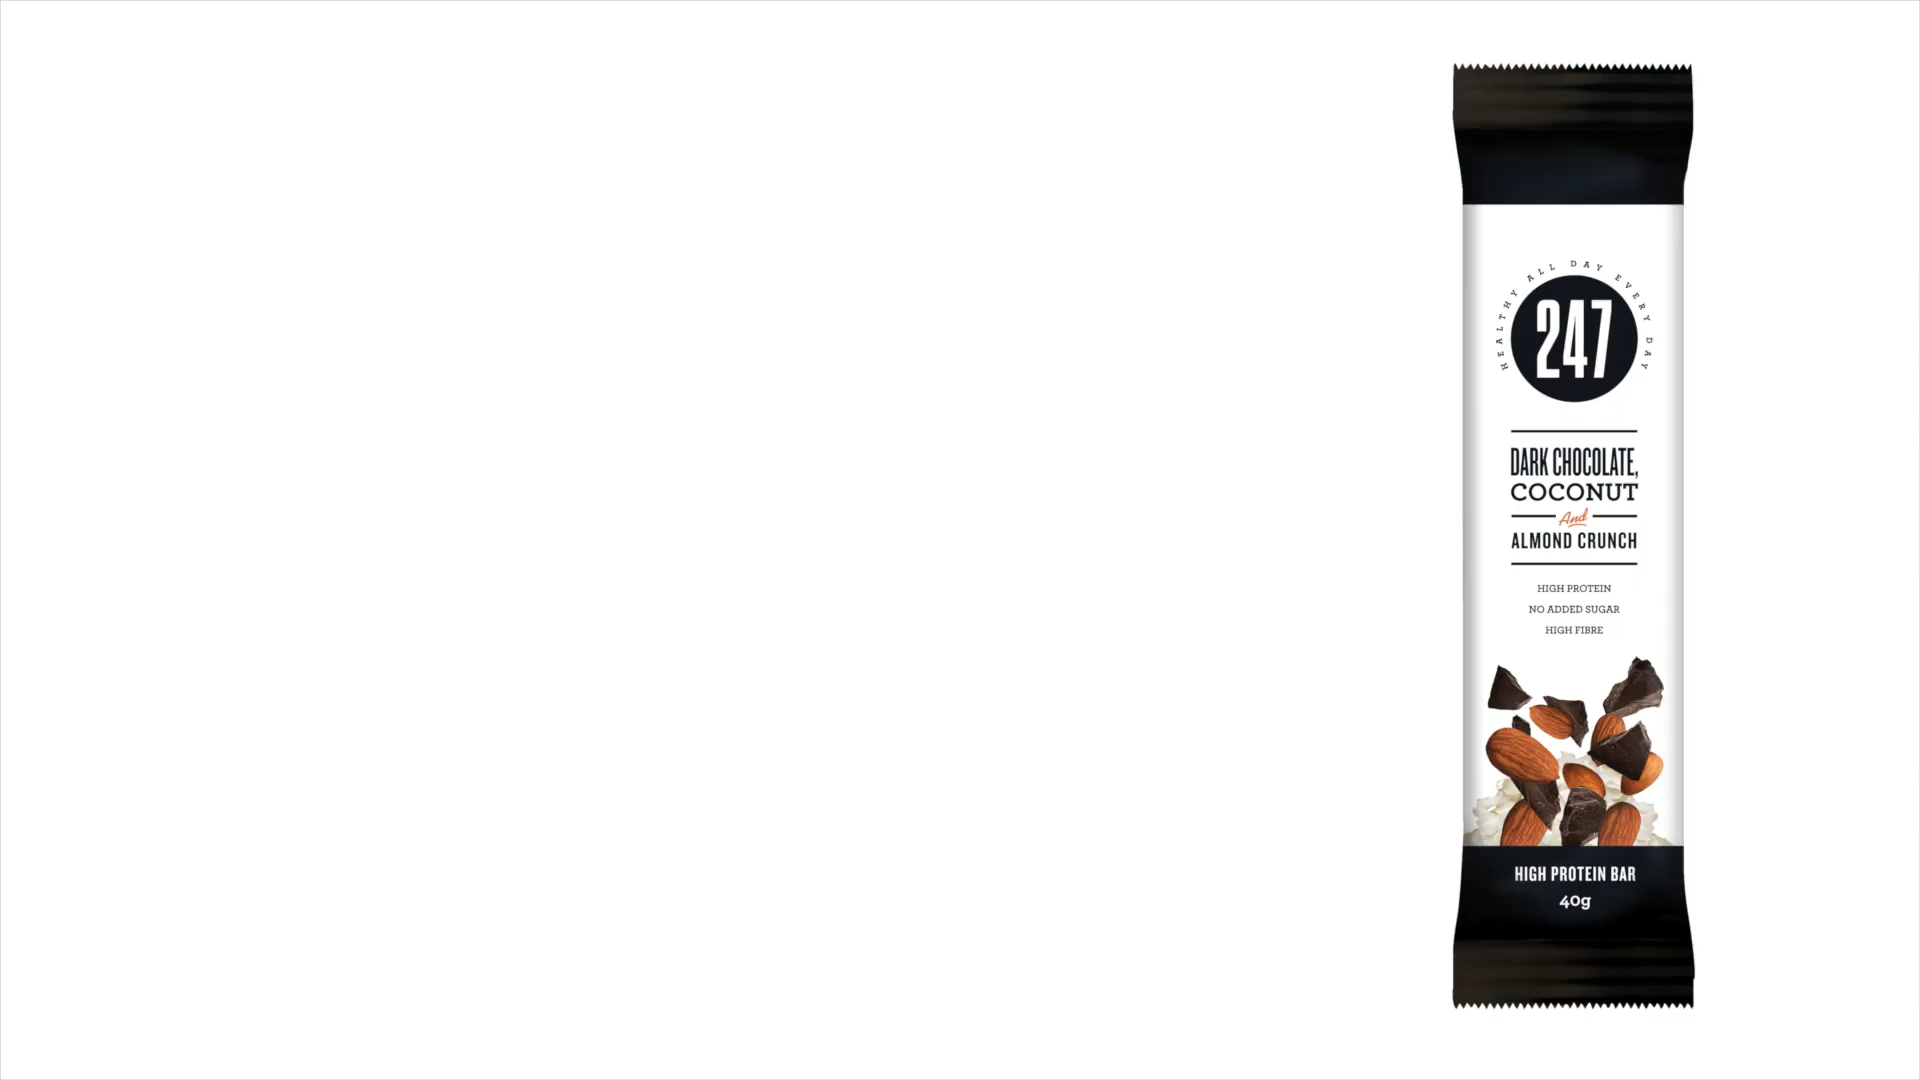 HEALTHY ALL DAY EVERY DAY
247
DARK CHOCOLATE,
COCONUT
And
ALMOND CRUNCH
HIGH PROTEIN
NO ADDED SUGAR
HIGH FIBRE
HIGH PROTEIN BAR
40g